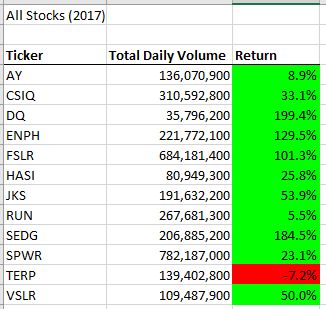 All Stocks (2017)
Ticker Total Daily Volume Return
AY 136,070,900 8.9%
CSIQ 310,592,800 33.1%
DQ 35,796,200 199.4%
ENPH 221,772,100 129.5%
FSLR 684,181,400 101.3%
HASI 80,949,300 25.8%
JKS 191,632,200 53.9%
RUN 267,681,300 5.5%
SEDG 206,885,200 184.5%
SPWR 782,187,000 23.1%
TERP 139,402,800 -7.2%
VSLR 109,487,900 50.0%